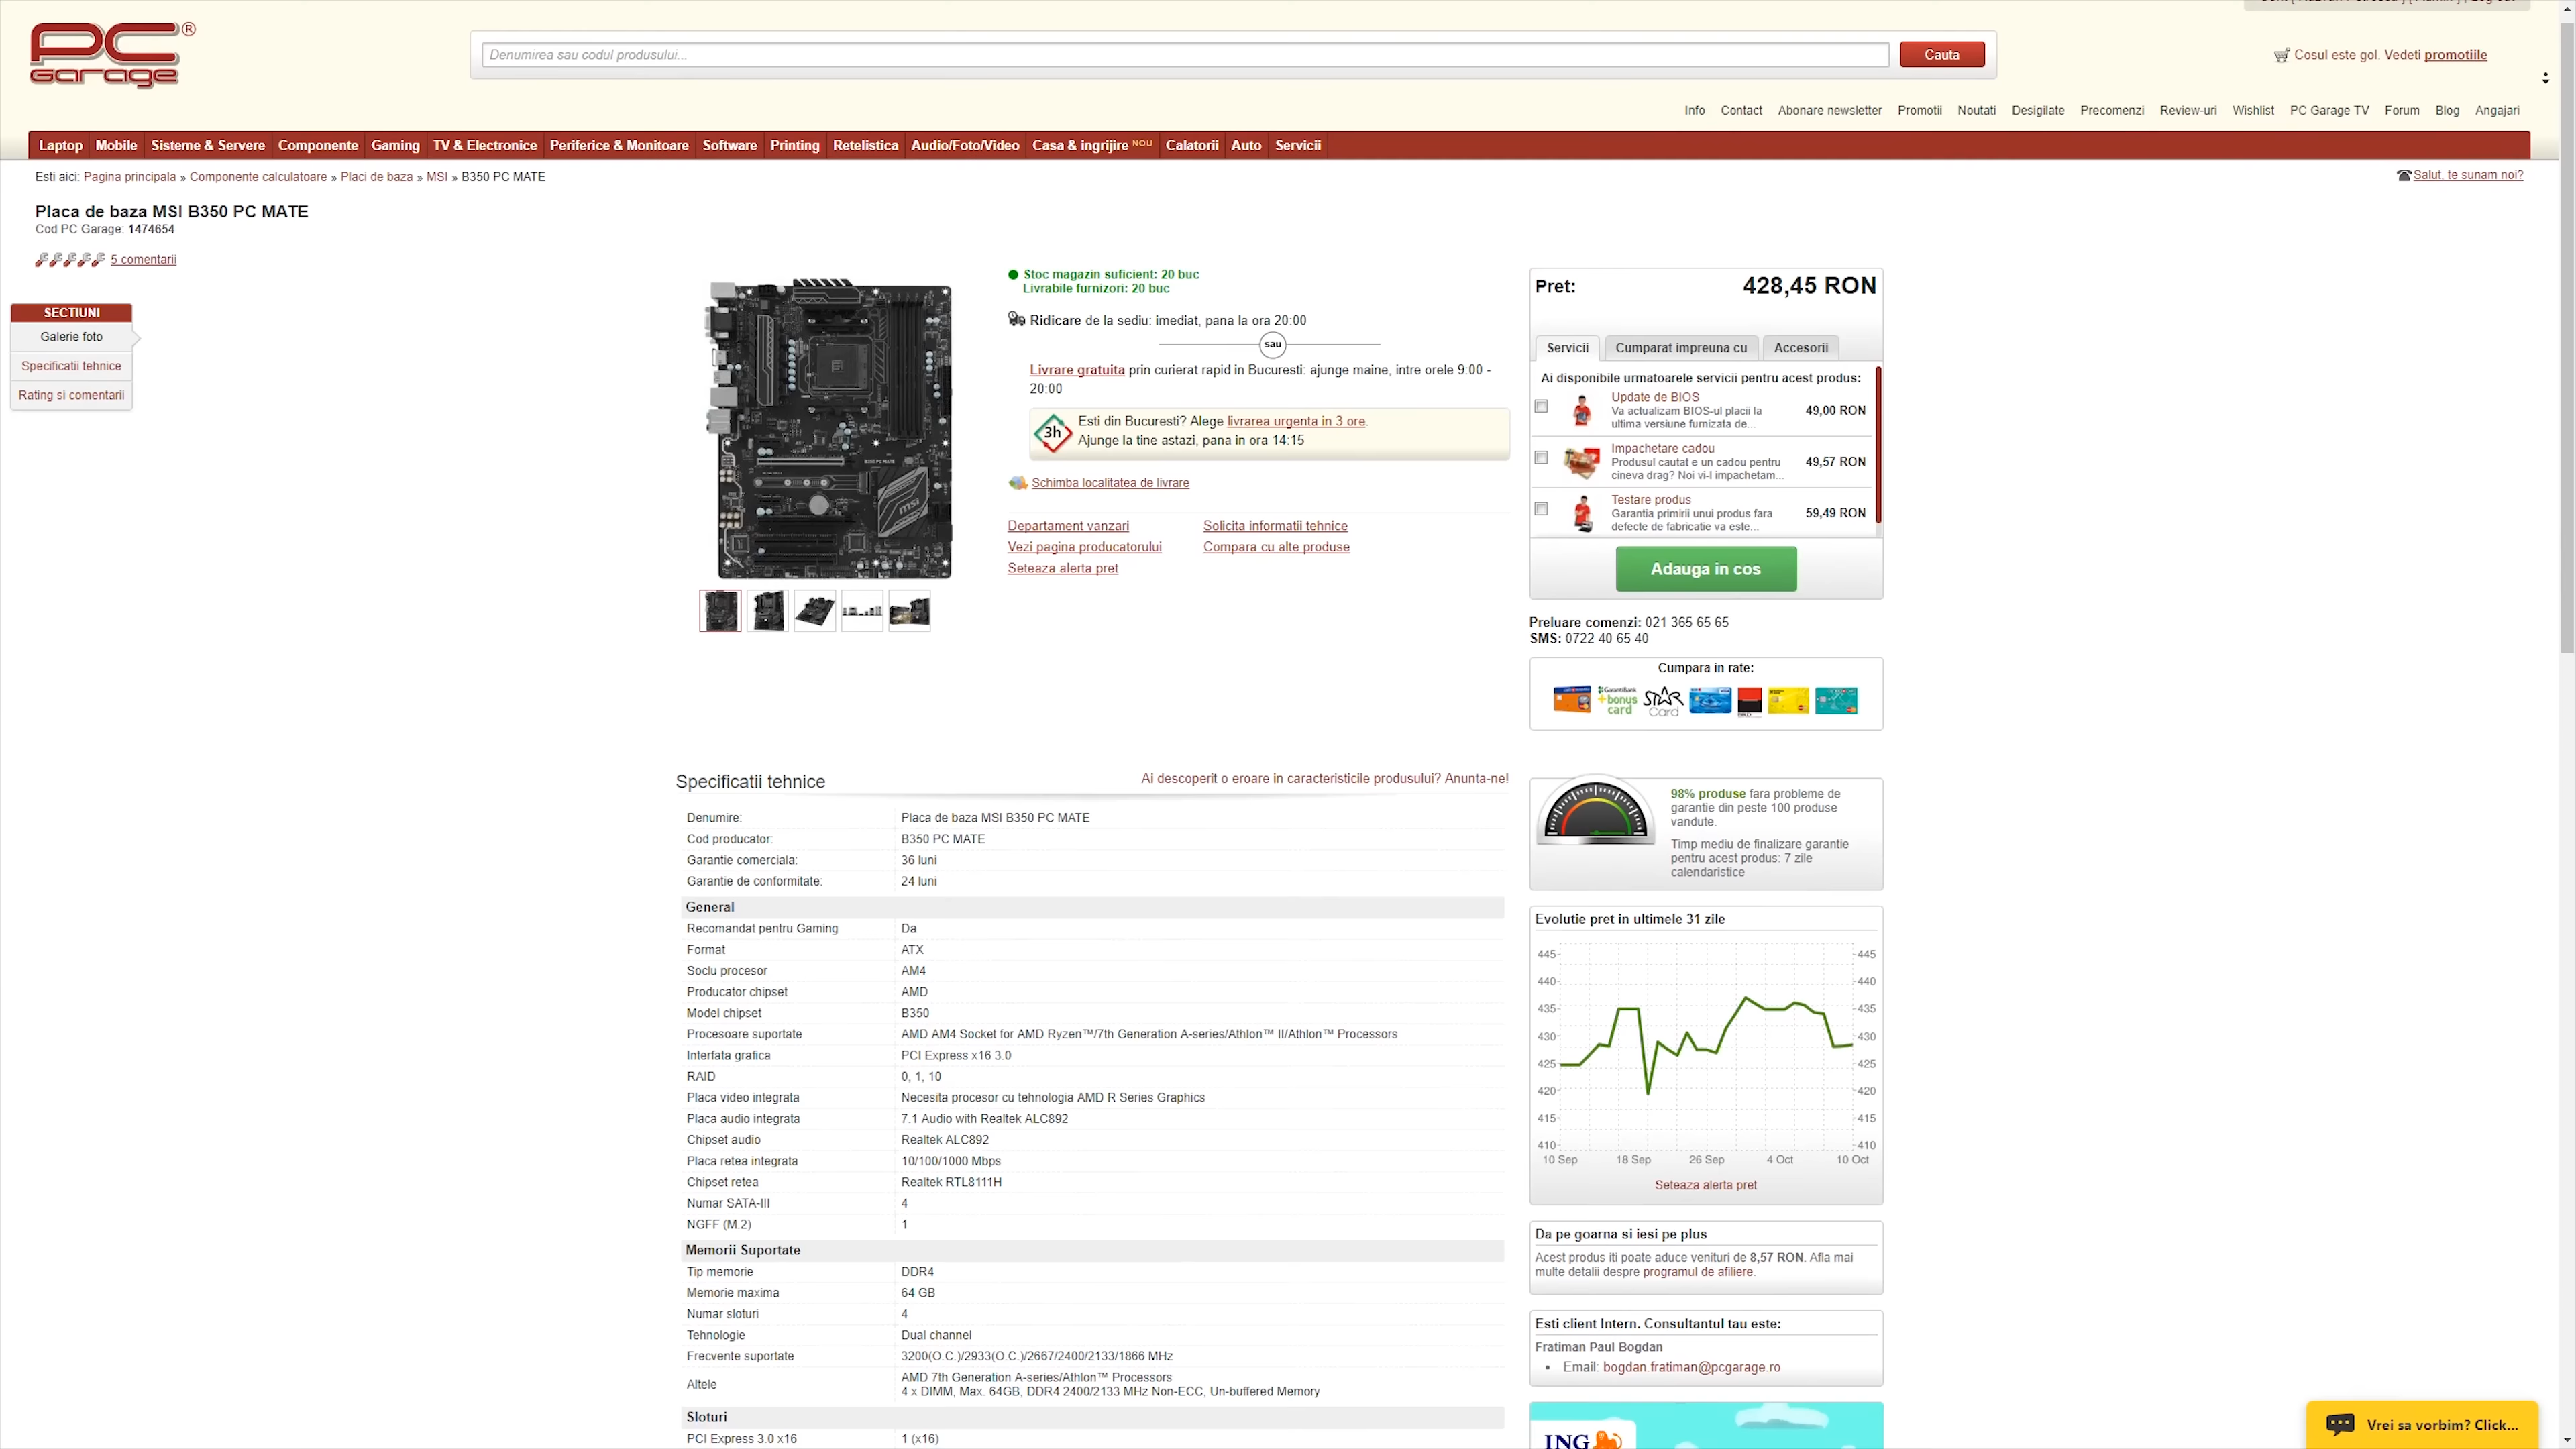 PC Garage ®
Denumirea sau codul produsului...
Cauta
Cosul este gol. Vedeti promotiile
Info Contact Abonare newsletter Promotii Noutati Desigilate Precomenzi Review-uri Wishlist PC Garage TV Forum Blog Angajari
Laptop Mobile Sisteme & Servere Componente Gaming TV & Electronice Periferice & Monitoare Software Printing Retelistica Audio/Foto/Video Casa & ingrijire NOU Calatorii Auto Servicii
Esti aici: Pagina principala » Componente calculatoare » Placi de baza » MSI » B350 PC MATE
Salut, te sunam noi?
Placa de baza MSI B350 PC MATE
Cod PC Garage: 1474654
5 comentarii
SECTIUNI
Galerie foto
Specificatii tehnice
Rating si comentarii
Stoc magazin suficient: 20 buc
Livrabile furnizori: 20 buc
Ridicare de la sediu: imediat, pana la ora 20:00
sau
Livrare gratuita prin curierat rapid in Bucuresti: ajunge maine, intre orele 9:00 -
20:00
3h
Esti din Bucuresti? Alege livrarea urgenta in 3 ore.
Ajunge la tine astazi, pana in ora 14:15
Schimba localitatea de livrare
Departament vanzari Solicita informatii tehnice
Vezi pagina producatorului Compara cu alte produse
Seteaza alerta pret
Pret: 428,45 RON
Servicii Cumparat impreuna cu Accesorii
Ai disponibile urmatoarele servicii pentru acest produs:
Update de BIOS
Va actualizam BIOS-ul placii la
ultima versiune furnizata de...
49,00 RON
Impachetare cadou
Produsul cautat e un cadou pentru
cineva drag? Noi vi-l impachetam...
49,57 RON
Testare produs
Garantia primirii unui produs fara
defecte de fabricatie va este...
59,49 RON
Adauga in cos
Preluare comenzi: 021 365 65 65
SMS: 0722 40 65 40
Cumpara in rate:
GarantiBank
+bonus
card
STAR
Card
Specificatii tehnice
Ai descoperit o eroare in caracteristicile produsului? Anunta-ne!
Denumire: Placa de baza MSI B350 PC MATE
Cod producator: B350 PC MATE
Garantie comerciala: 36 luni
Garantie de conformitate: 24 luni
General
Recomandat pentru Gaming Da
Format ATX
Soclu procesor AM4
Producator chipset AMD
Model chipset B350
Procesoare suportate AMD AM4 Socket for AMD Ryzen™/7th Generation A-series/Athlon™ II/Athlon™ Processors
Interfata grafica PCI Express x16 3.0
RAID 0, 1, 10
Placa video integrata Necesita procesor cu tehnologia AMD R Series Graphics
Placa audio integrata 7.1 Audio with Realtek ALC892
Chipset audio Realtek ALC892
Placa retea integrata 10/100/1000 Mbps
Chipset retea Realtek RTL8111H
Numar SATA-III 4
NGFF (M.2) 1
Memorii Suportate
Tip memorie DDR4
Memorie maxima 64 GB
Numar sloturi 4
Tehnologie Dual channel
Frecvente suportate 3200(O.C.)/2933(O.C.)/2667/2400/2133/1866 MHz
Altele
AMD 7th Generation A-series/Athlon™ Processors
4 x DIMM, Max. 64GB, DDR4 2400/2133 MHz Non-ECC, Un-buffered Memory
Sloturi
PCI Express 3.0 x16 1 (x16)
98% produse fara probleme de
garantie din peste 100 produse
vandute.
Timp mediu de finalizare garantie
pentru acest produs: 7 zile
calendaristice
Evolutie pret in ultimele 31 zile
445 445
440 440
435 435
430 430
425 425
420 420
415 415
410 410
10 Sep 18 Sep 26 Sep 4 Oct 10 Oct
Seteaza alerta pret
Da pe goarna si iesi pe plus
Acest produs iti poate aduce venituri de 8,57 RON. Afla mai
multe detalii despre programul de afiliere.
Esti client Intern. Consultantul tau este:
Fratiman Paul Bogdan
• Email: bogdan.fratiman@pcgarage.ro
ING
Vrei sa vorbim? Click...